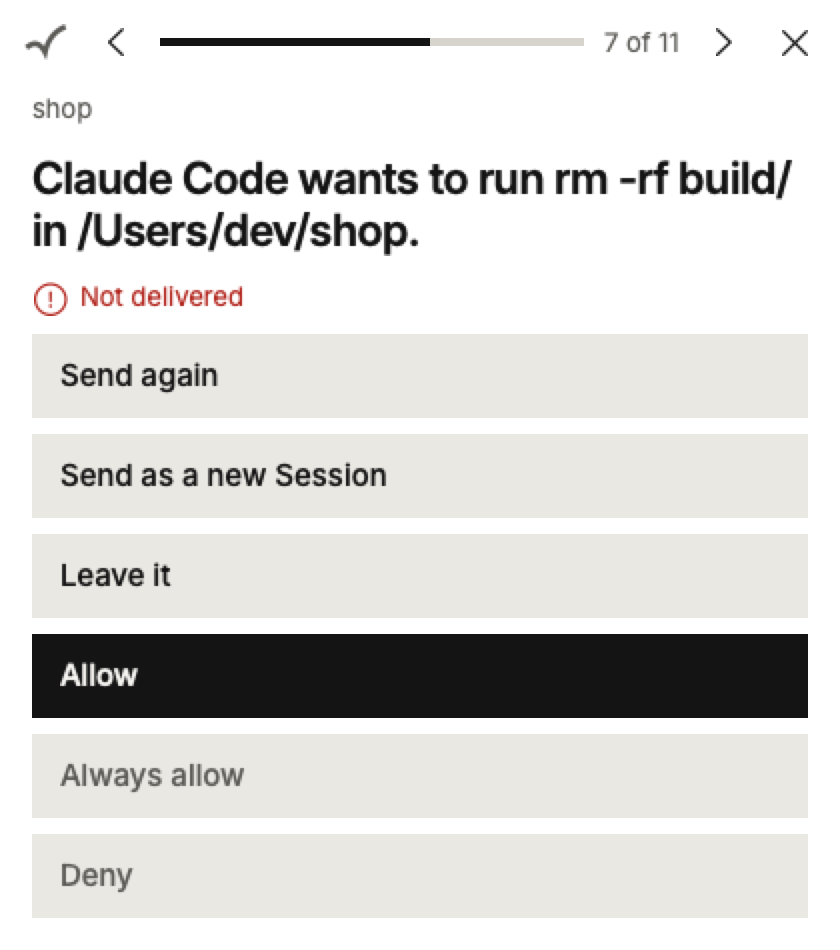 7 of 11
shop
Claude Code wants to run rm -rf build/
in /Users/dev/shop.
Not delivered
Send again
Send as a new Session
Leave it
Allow
Always allow
Deny